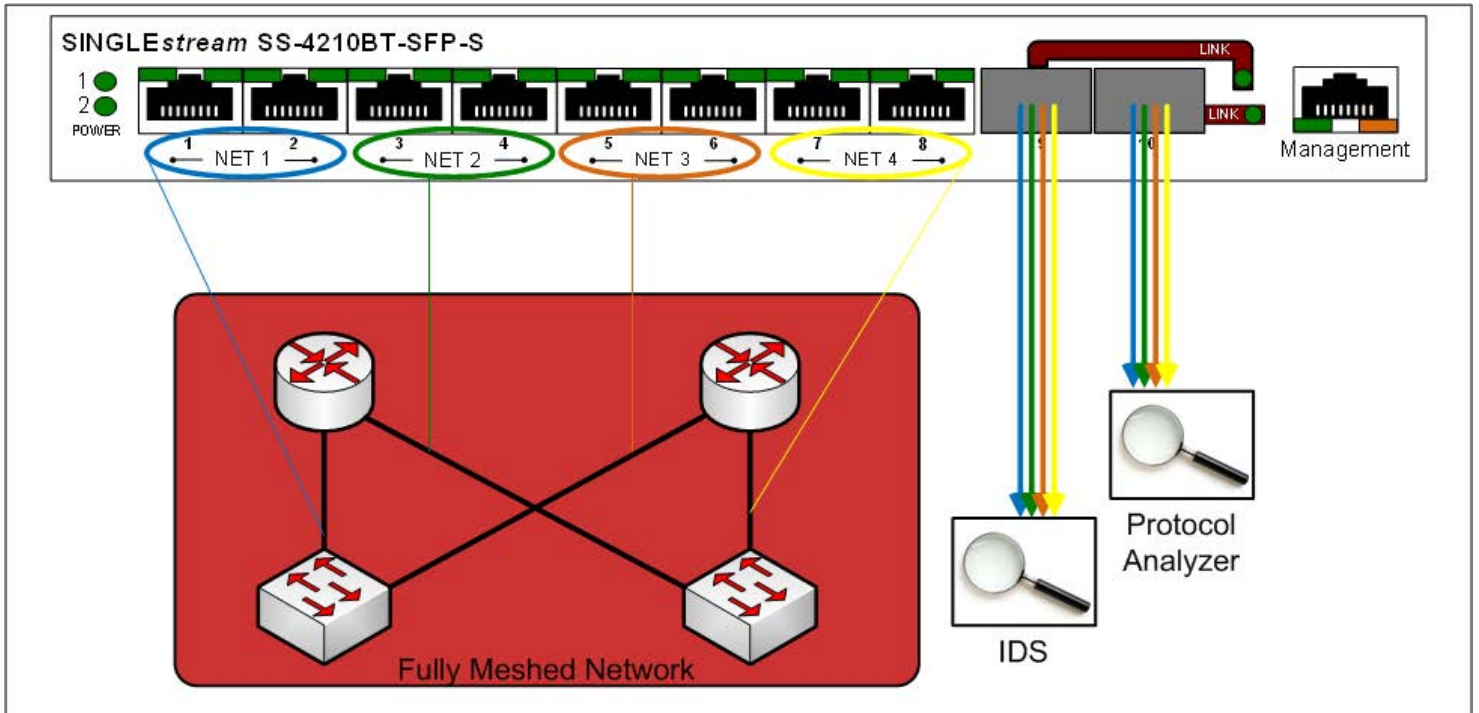 SINGLEstream SS-4210BT-SFP-S
LINK
1
2
POWER
LINK
1 2 3 4 5 6 7 8 9 10
NET 1 NET 2 NET 3 NET 4
Management
Protocol
Analyzer
IDS
Fully Meshed Network